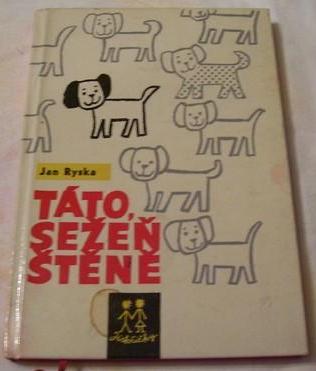 Jan Ryska
TÁTO,
SEŽEŇ
ŠTĚNĚ